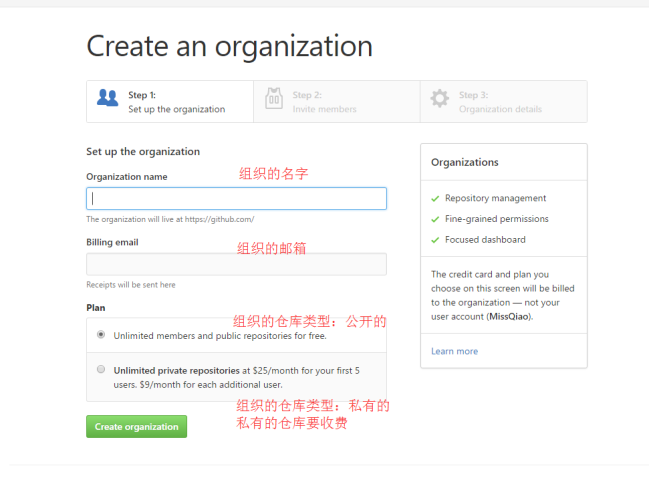 Create an organization
Step 1:
Set up the organization
Step 2:
Invite members
Step 3:
Organization details
Set up the organization
Organization name
组织的名字
The organization will live at https://github.com/
Billing email
组织的邮箱
Receipts will be sent here
Plan
组织的仓库类型：公开的
Unlimited members and public repositories for free.
Unlimited private repositories at $25/month for your first 5
users. $9/month for each additional user.
组织的仓库类型：私有的
私有的仓库要收费
Create organization
Organizations
Repository management
Fine-grained permissions
Focused dashboard
The credit card and plan you
choose on this screen will be billed
to the organization — not your
user account (MissQiao).
Learn more